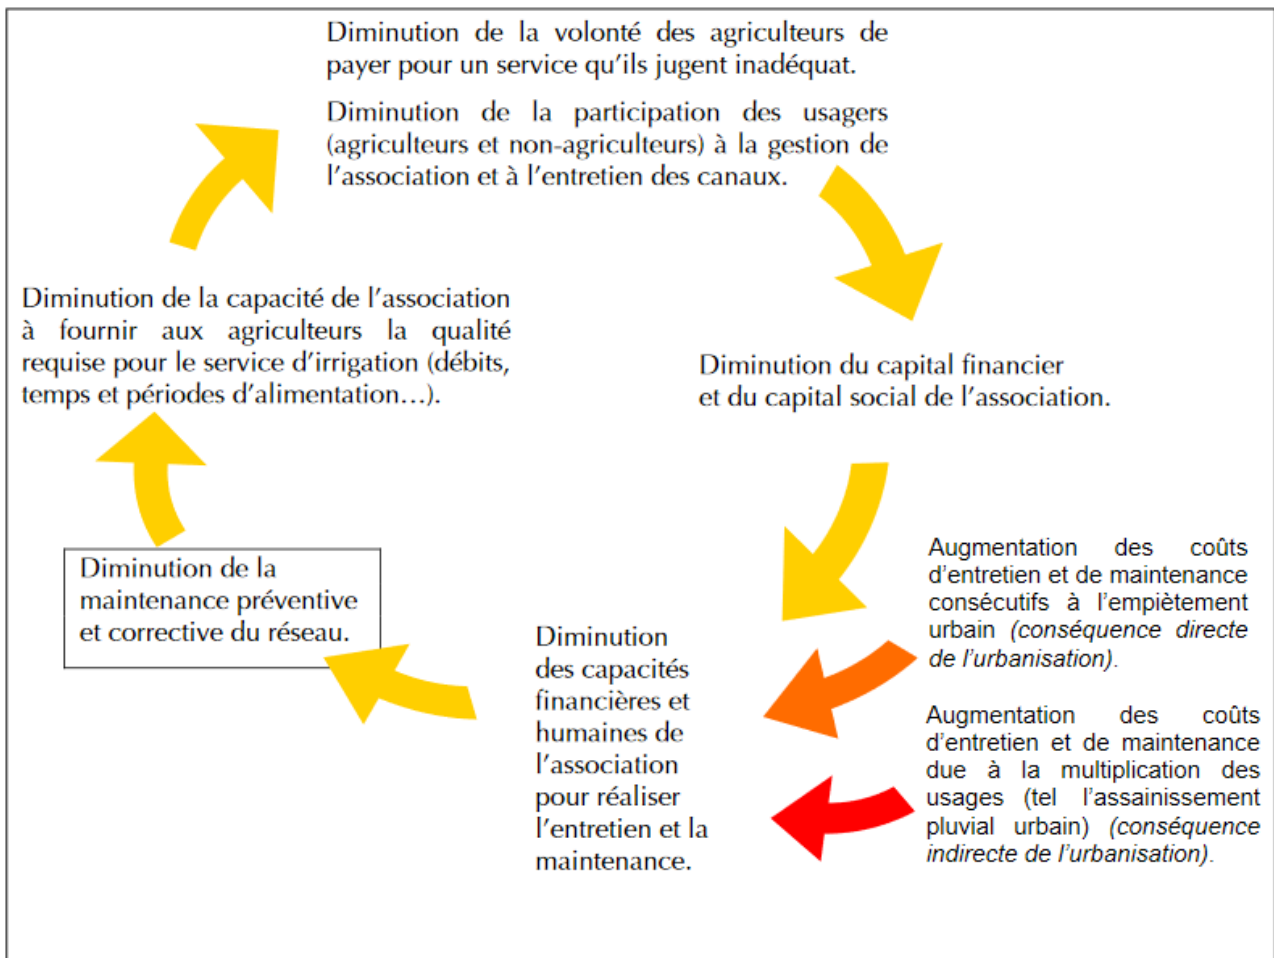 Diminution de la volonté des agriculteurs de
payer pour un service qu'ils jugent inadéquat.
Diminution de la participation des usagers
(agriculteurs et non-agriculteurs) à la gestion de
l'association et à l'entretien des canaux.
Diminution de la capacité de l'association
à fournir aux agriculteurs la qualité
requise pour le service d'irrigation (débits,
temps et périodes d'alimentation…).
Diminution du capital financier
et du capital social de l'association.
Diminution de la
maintenance préventive
et corrective du réseau.
Diminution
des capacités
financières et
humaines de
l'association
pour réaliser
l'entretien et la
maintenance.
Augmentation des coûts
d'entretien et de maintenance
consécutifs à l'empiètement
urbain (conséquence directe
de l'urbanisation).
Augmentation des coûts
d'entretien et de maintenance
due à la multiplication des
usages (tel l'assainissement
pluvial urbain) (conséquence
indirecte de l'urbanisation).